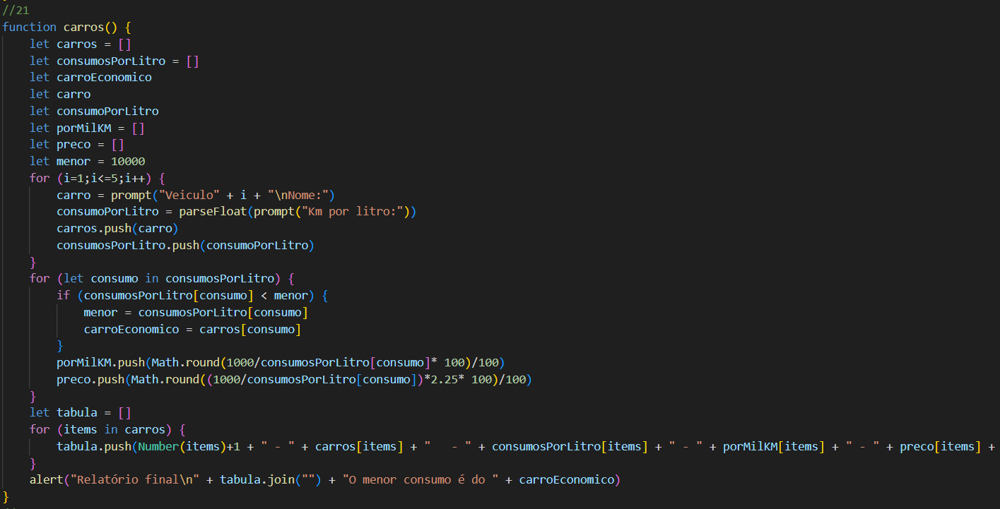 //21
function carros() {
    let carros = []
    let consumosPorLitro = []
    let carroEconomico
    let carro
    let consumoPorLitro
    let porMilKM = []
    let preco = []
    let menor = 10000
    for (i=1;i<=5;i++) {
        carro = prompt("Veiculo" + i + "\nNome:")
        consumoPorLitro = parseFloat(prompt("Km por litro:"))
        carros.push(carro)
        consumosPorLitro.push(consumoPorLitro)
    }
    for (let consumo in consumosPorLitro) {
        if (consumosPorLitro[consumo] < menor) {
            menor = consumosPorLitro[consumo]
            carroEconomico = carros[consumo]
        }
        porMilKM.push(Math.round(1000/consumosPorLitro[consumo]* 100)/100)
        preco.push(Math.round((1000/consumosPorLitro[consumo])*2.25* 100)/100)
    }
    let tabula = []
    for (items in carros) {
        tabula.push(Number(items)+1 + " - " + carros[items] + "   - " + consumosPorLitro[items] + " - " + porMilKM[items] + " - " + preco[items] +
    }
    alert("Relatório final\n" + tabula.join("") + "O menor consumo é do " + carroEconomico)
}